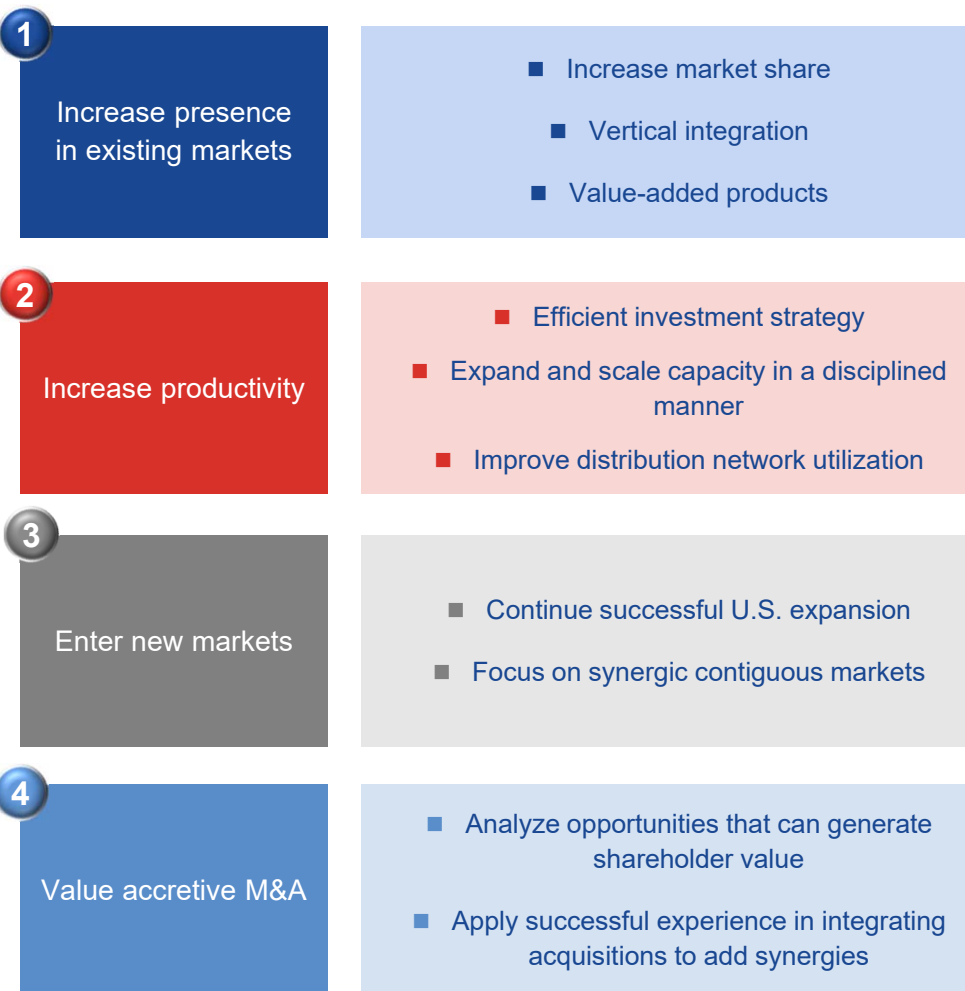 1
Increase presence
in existing markets
■ Increase market share
■ Vertical integration
■ Value-added products
2
Increase productivity
■ Efficient investment strategy
■ Expand and scale capacity in a disciplined
manner
■ Improve distribution network utilization
3
Enter new markets
■ Continue successful U.S. expansion
■ Focus on synergic contiguous markets
4
Value accretive M&A
■ Analyze opportunities that can generate
shareholder value
■ Apply successful experience in integrating
acquisitions to add synergies